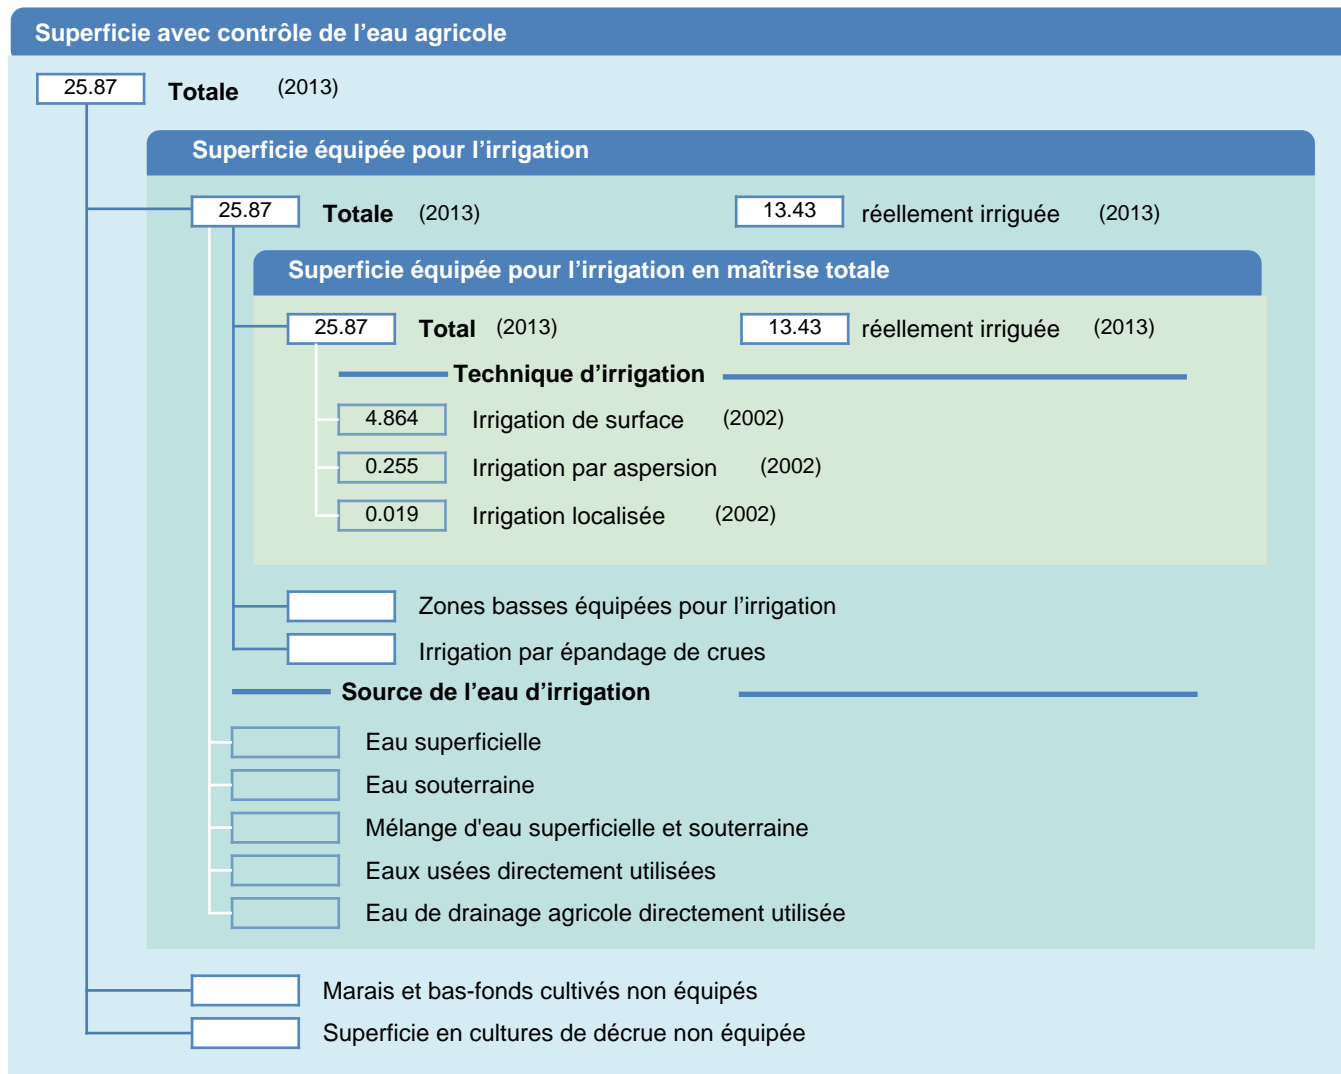 Superficie avec contrôle de l’eau agricole
25.87 Totale (2013)
Superficie équipée pour l’irrigation
25.87 Totale (2013) 13.43 réellement irriguée (2013)
Superficie équipée pour l’irrigation en maîtrise totale
25.87 Total (2013) 13.43 réellement irriguée (2013)
Technique d’irrigation
4.864 Irrigation de surface (2002)
0.255 Irrigation par aspersion (2002)
0.019 Irrigation localisée (2002)
Zones basses équipées pour l’irrigation
Irrigation par épandage de crues
Source de l’eau d’irrigation
Eau superficielle
Eau souterraine
Mélange d'eau superficielle et souterraine
Eaux usées directement utilisées
Eau de drainage agricole directement utilisée
Marais et bas-fonds cultivés non équipés
Superficie en cultures de décrue non équipée